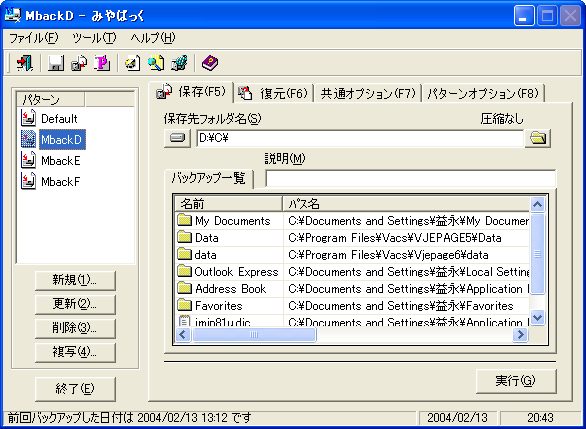 MbackD - みやばっく
ファイル(F) ツール(T) ヘルプ(H)
パターン
Default
MbackD
MbackE
MbackF
新規(1)...
更新(2)...
削除(3)...
複写(4)...
終了(E)
保存(F5) 復元(F6) 共通オプション(F7) パターンオプション(F8)
保存先フォルダ名(S) 圧縮なし
D:¥C¥
説明(M)
バックアップ一覧
名前 パス名
My Documents C:¥Documents and Settings¥益永¥My Documen
Data C:¥Program Files¥Vacs¥VJEPAGE5¥Data
data C:¥Program Files¥Vacs¥Vjepage6¥data
Outlook Express C:¥Documents and Settings¥益永¥Local Setting
Address Book C:¥Documents and Settings¥益永¥Application I
Favorites C:¥Documents and Settings¥益永¥Favorites
imjp81u.dic C:¥Documents and Settings¥益永¥Application I
実行(G)
前回バックアップした日付は 2004/02/13 13:12 です 2004/02/13 20:43